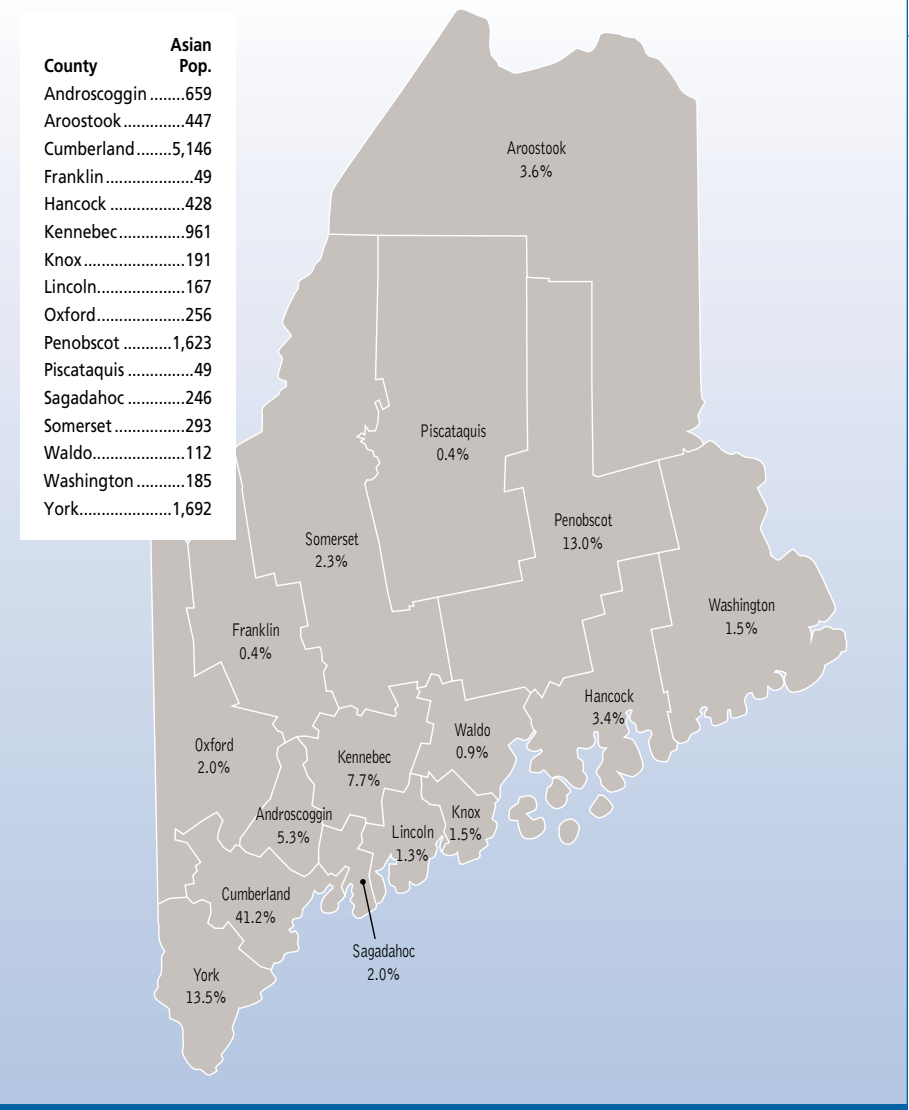 Asian
County Pop.
Androscoggin ........659
Aroostook..............447
Cumberland........5,146
Franklin....................49
Hancock .................428
Kennebec...............961
Knox.......................191
Lincoln....................167
Oxford....................256
Penobscot ...........1,623
Piscataquis ...............49
Sagadahoc .............246
Somerset ................293
Waldo.....................112
Washington ...........185
York.....................1,692
Aroostook
3.6%
Piscataquis
0.4%
Penobscot
13.0%
Somerset
2.3%
Washington
1.5%
Franklin
0.4%
Hancock
3.4%
Oxford
2.0%
Kennebec
7.7%
Waldo
0.9%
Androscoggin
5.3%
Lincoln
1.3%
Knox
1.5%
Cumberland
41.2%
Sagadahoc
2.0%
York
13.5%